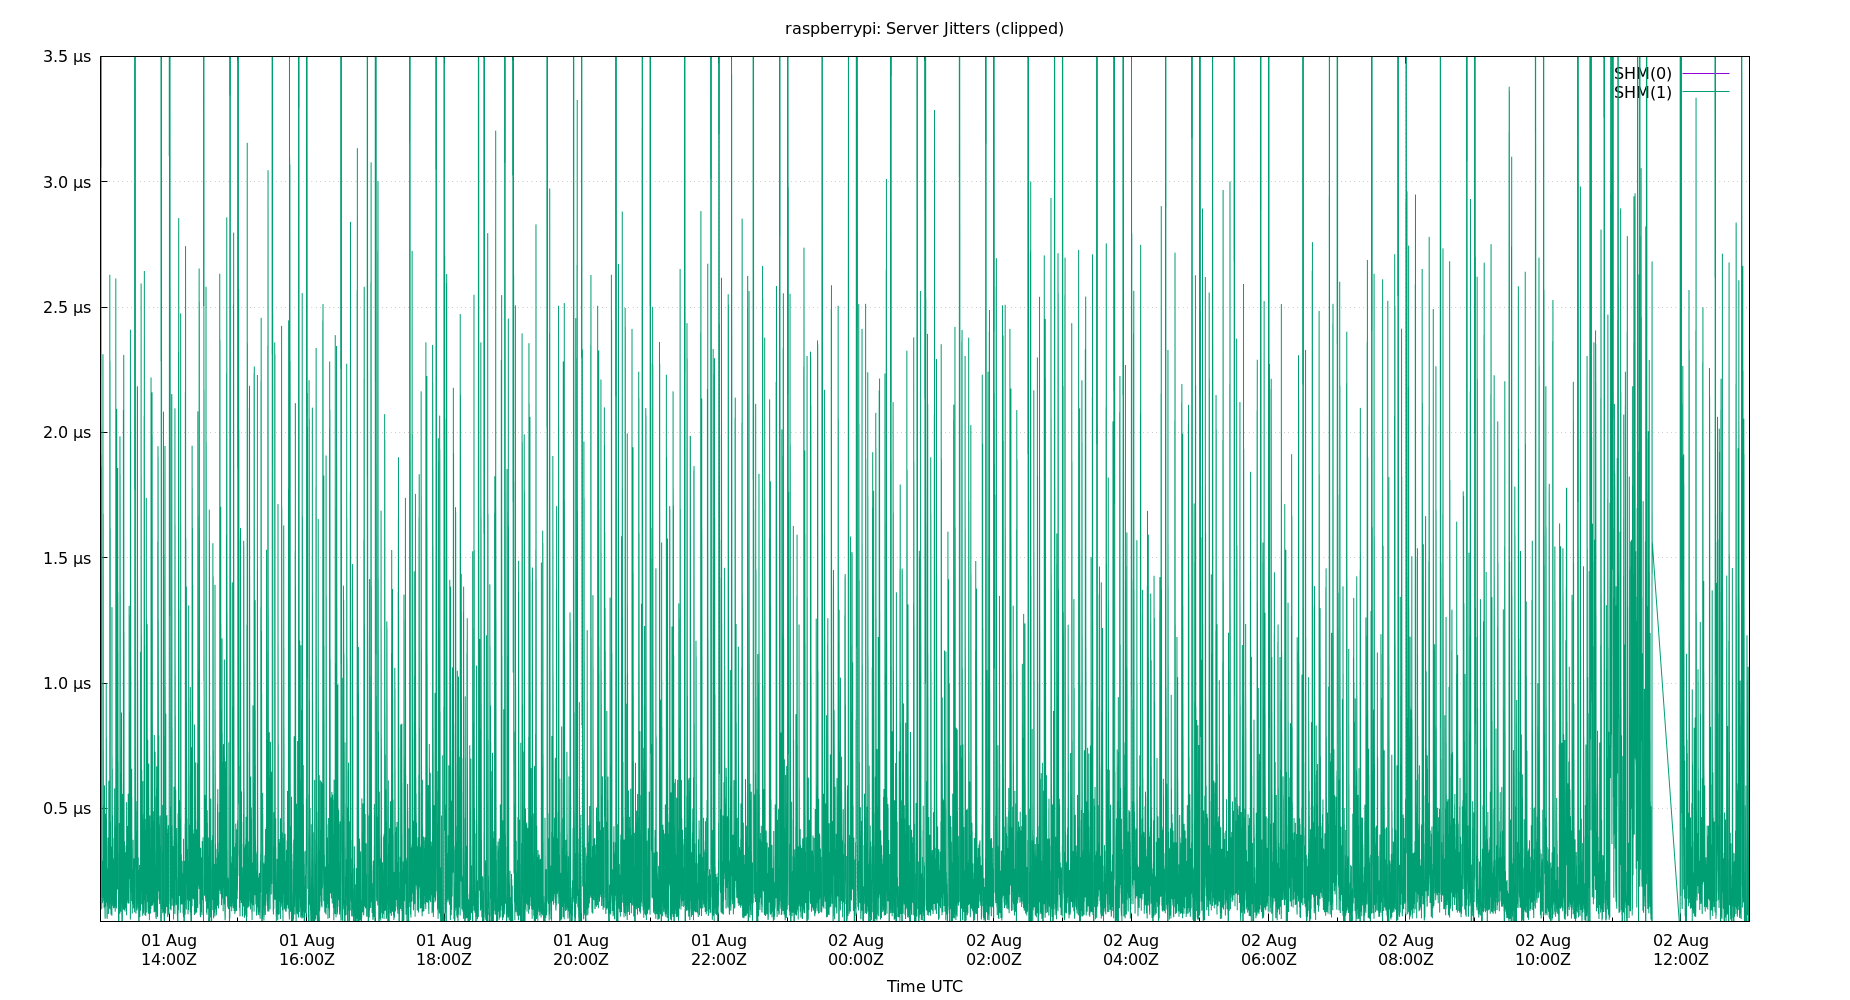 raspberrypi: Server Jitters (clipped)
3.5 µs
SHM(0)
SHM(1)
3.0 µs
2.5 µs
2.0 µs
1.5 µs
1.0 µs
0.5 µs
01 Aug 01 Aug 01 Aug 01 Aug 01 Aug 02 Aug 02 Aug 02 Aug 02 Aug 02 Aug 02 Aug 02 Aug
14:00Z 16:00Z 18:00Z 20:00Z 22:00Z 00:00Z 02:00Z 04:00Z 06:00Z 08:00Z 10:00Z 12:00Z
Time UTC